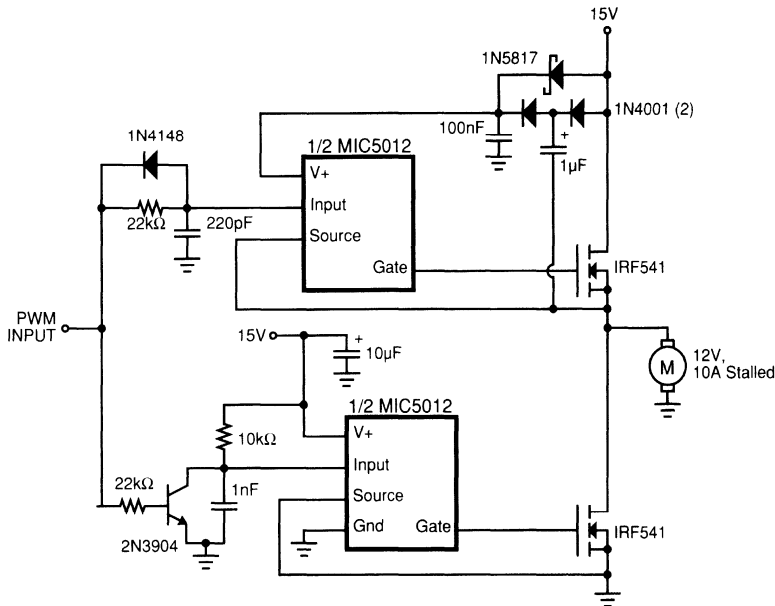 15V
1N5817
1N4001 (2)
100nF
+
1µF
1N4148
1/2 MIC5012
V+
Input
22kΩ
220pF
Source
Gate
IRF541
PWM
INPUT
15V
+
10µF
M
12V,
10A Stalled
1/2 MIC5012
10kΩ
V+
Input
22kΩ
1nF
Source
Gnd
Gate
IRF541
2N3904